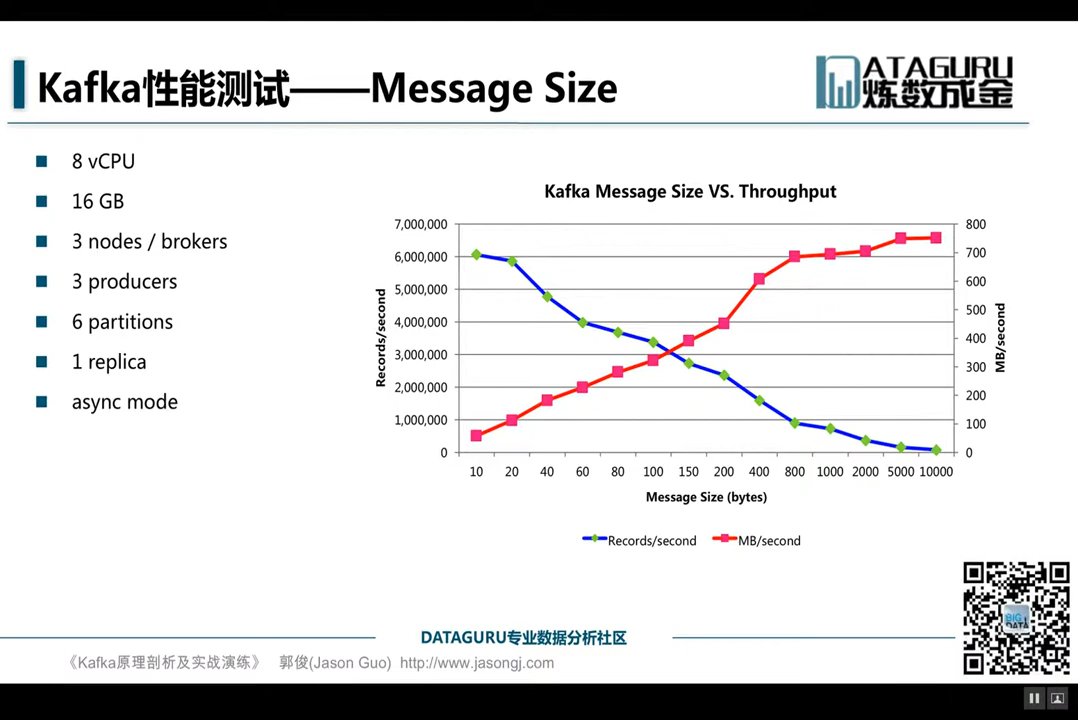 Kafka性能测试——Message Size
ATAGURU
炼数成金
8 vCPU
16 GB
3 nodes / brokers
3 producers
6 partitions
1 replica
async mode
Kafka Message Size VS. Throughput
Records/second
7,000,000
6,000,000
5,000,000
4,000,000
3,000,000
2,000,000
1,000,000
0
800
700
600
500
400
300
200
100
0
MB/second
10 20 40 60 80 100 150 200 400 800 1000 2000 5000 10000
Message Size (bytes)
Records/second MB/second
BIG
DATA
DATAGURU专业数据分析社区
《Kafka原理剖析及实战演练》 郭俊(Jason Guo) http://www.jasongj.com